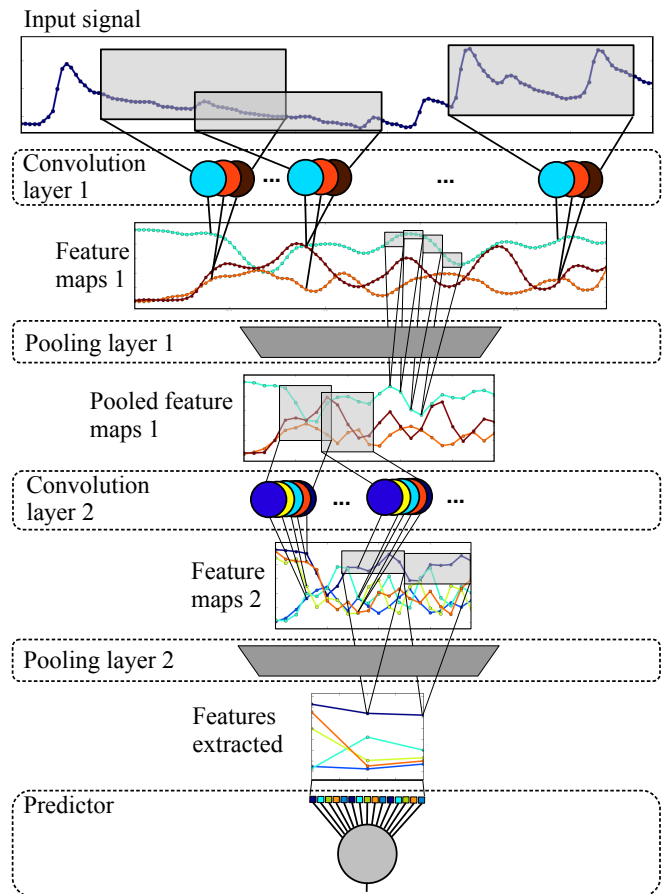 Input signal
Convolution
layer 1
...
...
Feature
maps 1
Pooling layer 1
Pooled feature
maps 1
Convolution
layer 2
...
...
Feature
maps 2
Pooling layer 2
Features
extracted
Predictor